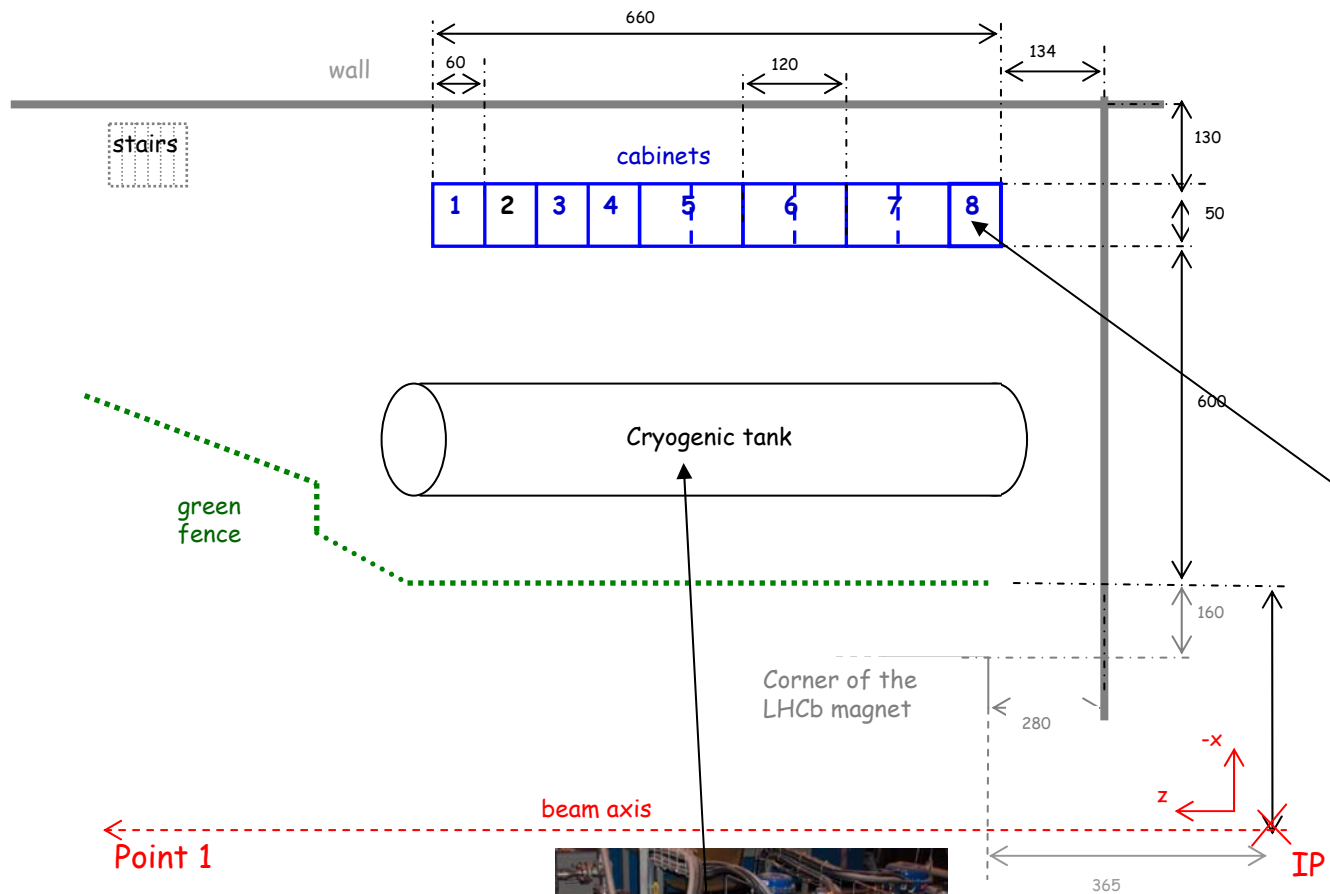 660
60
120
134
wall
130
stairs
cabinets
1
2
3
4
5
6
7
8
50
600
Cryogenic tank
green
fence
160
Corner of the
LHCb magnet
280
-x
z
beam axis
Point 1
IP
365